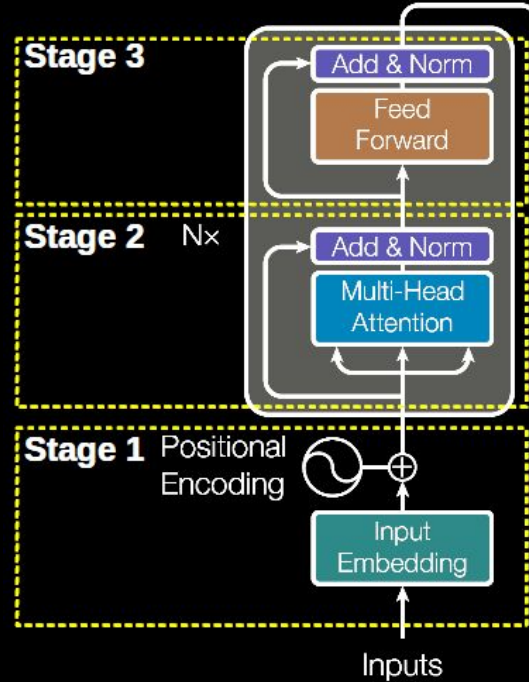 Stage 3
Add & Norm
Feed
Forward
Stage 2
N×
Add & Norm
Multi-Head
Attention
Stage 1
Positional
Encoding
Input
Embedding
Inputs